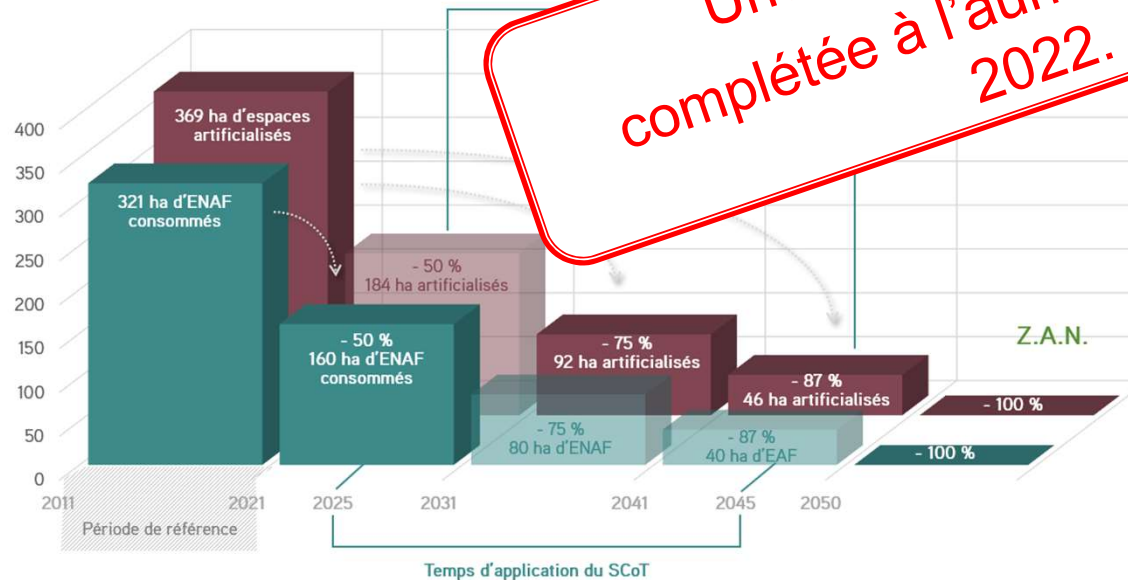 Un
complétée à l'aun
2022.
400
350
300
250
200
150
100
50
0
369 ha d'espaces
artificialisés
321 ha d'ENAF
consommés
- 50 %
184 ha artificialisés
- 50 %
160 ha d'ENAF
consommés
- 75 %
92 ha artificialisés
- 75 %
80 ha d'ENAF
- 87 %
46 ha artificialisés
- 87 %
40 ha d'EAF
Z.A.N.
- 100 %
- 100 %
2011
2021
2025
2031
2041
2045
2050
Période de référence
Temps d'application du SCoT